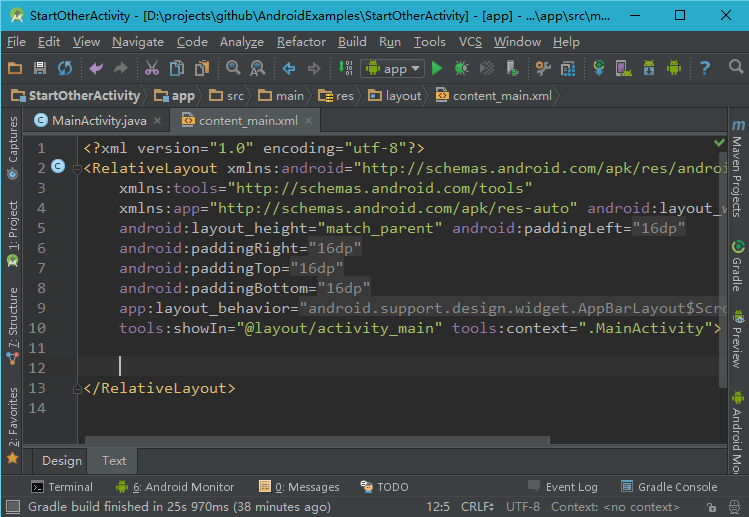 StartOtherActivity - [D:\projects\github\AndroidExamples\StartOtherActivity] - [app] - ...\app\src\m...
File Edit View Navigate Code Analyze Refactor Build Run Tools VCS Window Help
app
StartOtherActivity app src main res layout content_main.xml
MainActivity.java content_main.xml
Captures
1: Project
7: Structure
2: Favorites
1 <?xml version="1.0" encoding="utf-8"?>
2 <RelativeLayout xmlns:android="http://schemas.android.com/apk/res/andro
3 xmlns:tools="http://schemas.android.com/tools"
4 xmlns:app="http://schemas.android.com/apk/res-auto" android:layout_w
5 android:layout_height="match_parent" android:paddingLeft="16dp"
6 android:paddingRight="16dp"
7 android:paddingTop="16dp"
8 android:paddingBottom="16dp"
9 app:layout_behavior="android.support.design.widget.AppBarLayout$Scro
10 tools:showIn="@layout/activity_main" tools:context=".MainActivity">
11
12
13 </RelativeLayout>
14
Maven Projects
Gradle
Preview
Android Mo
Design Text
Terminal 6: Android Monitor 0: Messages TODO Event Log Gradle Console
Gradle build finished in 25s 970ms (38 minutes ago) 12:5 CRLF UTF-8 Context: <no context>